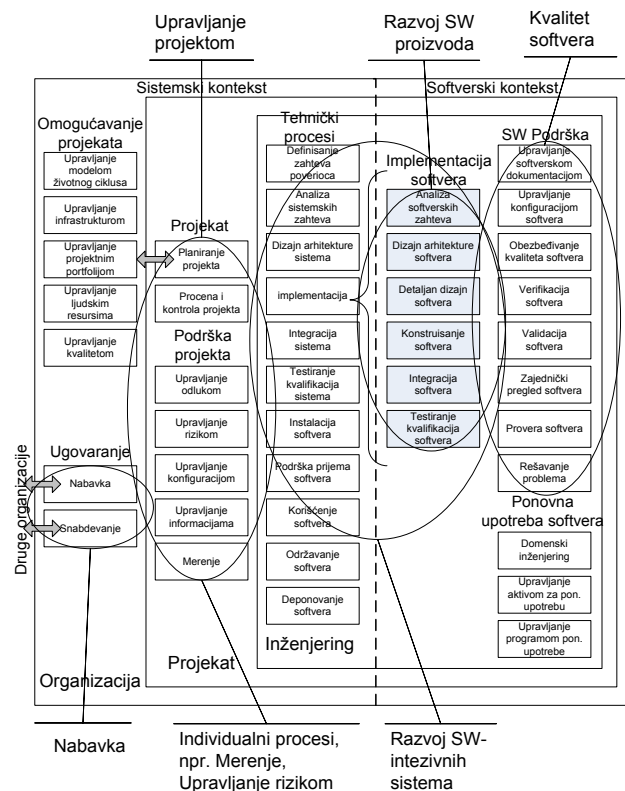 Upravljanje
projektom
Razvoj SW
proizvoda
Kvalitet
softvera
Sistemski kontekst
Softverski kontekst
Omogućavanje
projekata
Upravljanje
modelom
životnog ciklusa
Upravljanje
infrastrukturom
Upravljanje
projektnim
portfolijom
Upravljanje
ljudskim
resursima
Upravljanje
kvalitetom
Ugovaranje
Nabavka
Snabdevanje
Druge organizacije
Organizacija
Projekat
Planiranje
projekta
Procena i
kontrola projekta
Podrška
projekta
Upravljanje
odlukom
Upravljanje
rizikom
Upravljanje
konfiguracijom
Upravljanje
informacijama
Merenje
Projekat
Tehnički
procesi
Definisanje
zahteva
poverioca
Analiza
sistemskih
zahteva
Dizajn arhitekture
sistema
implementacija
Integracija
sistema
Testiranje
kvalifikacija
sistema
Instalacija
softvera
Podrška prijema
softvera
Korišćenje
softvera
Održavanje
softvera
Deponovanje
softvera
Inženjering
Implementacija
softvera
Analiza
softverskih
zahteva
Dizajn arhitekture
softvera
Detaljan dizajn
softvera
Konstruisanje
softvera
Integracija
softvera
Testiranje
kvalifikacija
softvera
SW Podrška
Upravljanje
softverskom
dokumentacijom
Upravljanje
konfiguracijom
softvera
Obezbeđivanje
kvaliteta softvera
Verifikacija
softvera
Validacija
softvera
Zajednički
pregled softvera
Provera softvera
Rešavanje
problema
Ponovna
upotreba softvera
Domenski
inženjering
Upravljanje
aktivom za pon.
upotrebu
Upravljanje
programom pon.
upotrebe
Nabavka
Individualni procesi,
npr. Merenje,
Upravljanje rizikom
Razvoj SW-
intezivnih
sistema